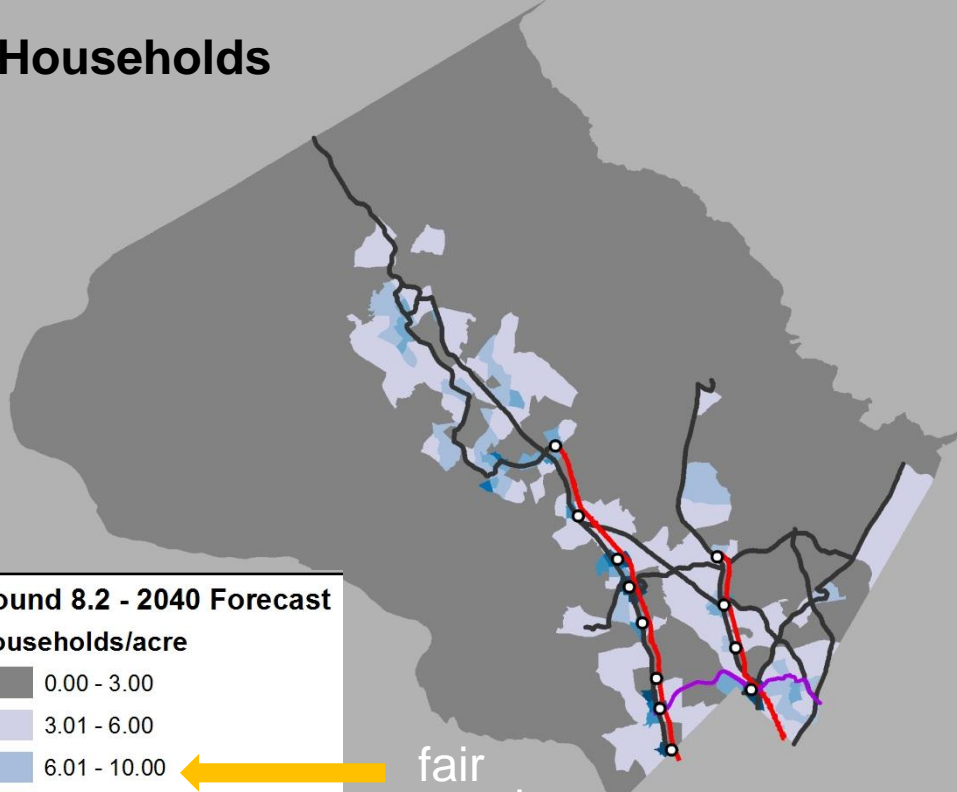 Households
ound 8.2 - 2040 Forecast
ouseholds/acre
0.00 - 3.00
3.01 - 6.00
6.01 - 10.00
fair